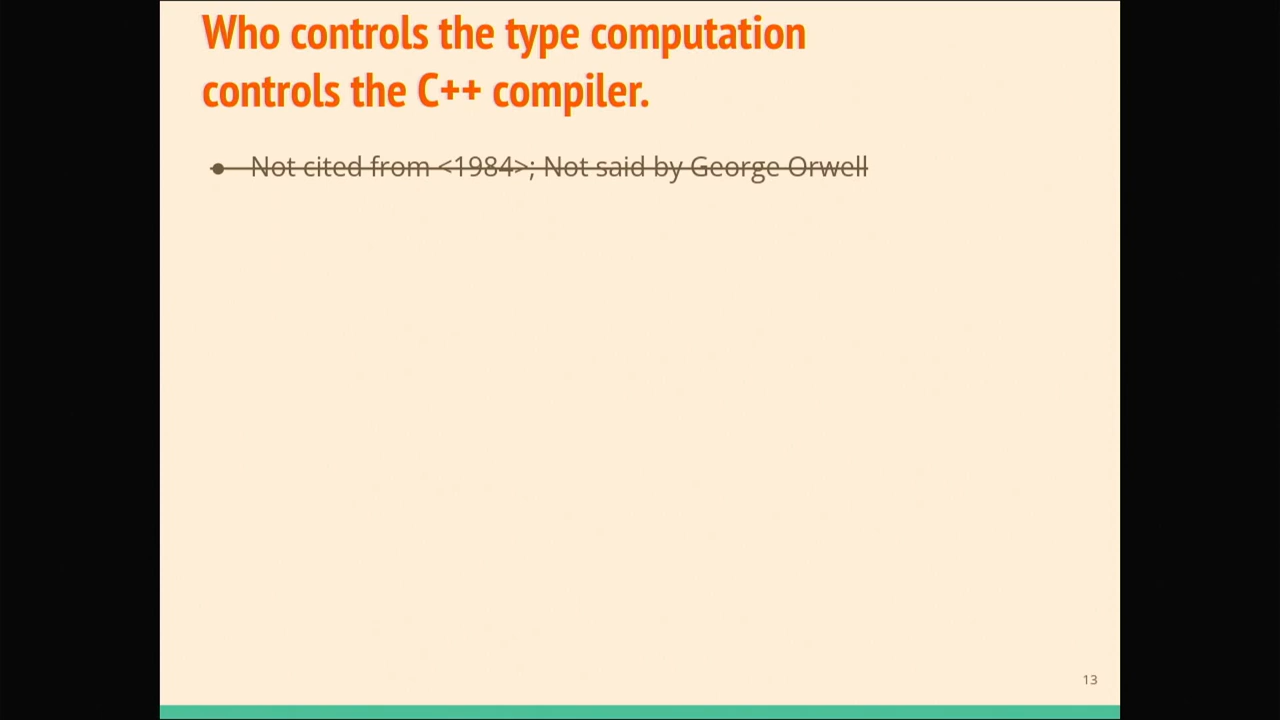 Who controls the type computation
controls the C++ compiler.
● Not cited from <1984>; Not said by George Orwell
13